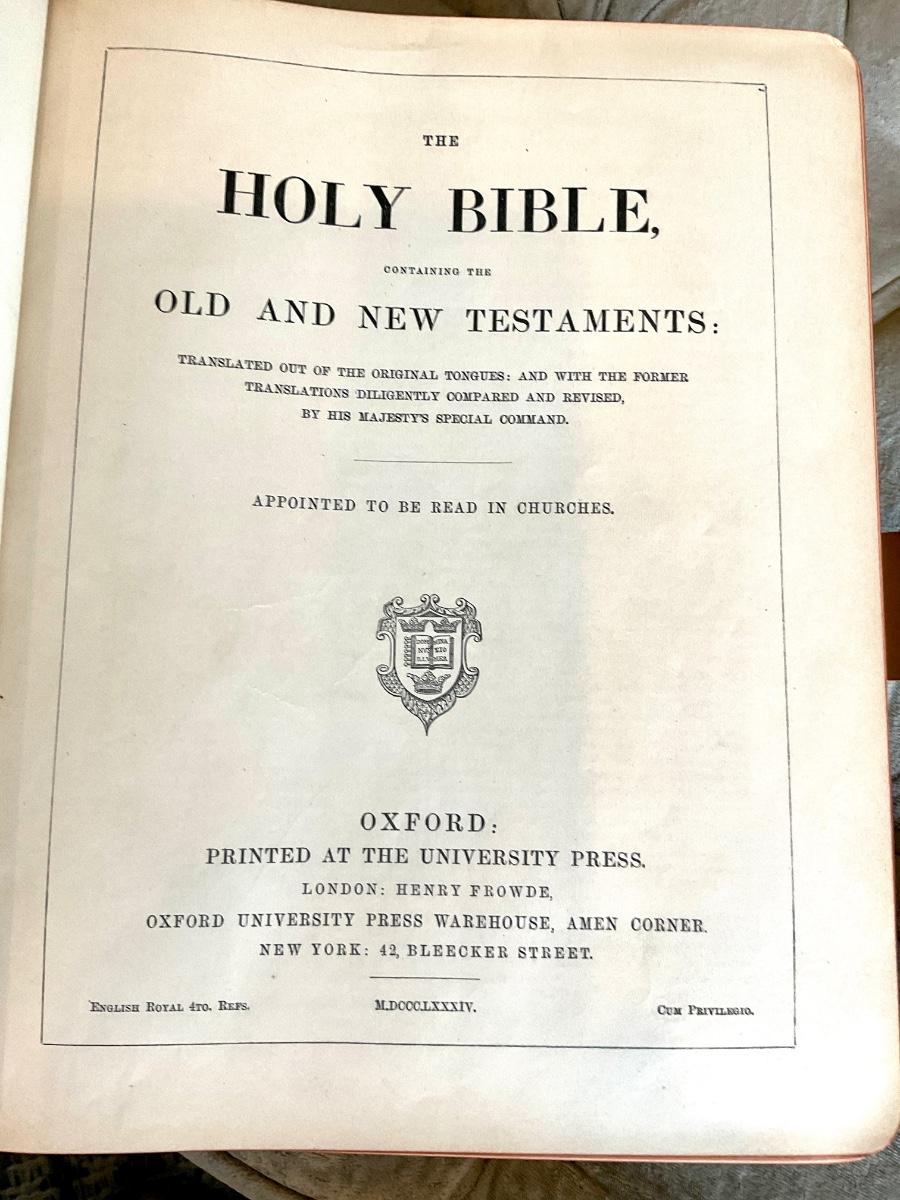 THE
HOLY BIBLE,
CONTAINING THE
OLD AND NEW TESTAMENTS:
TRANSLATED OUT OF THE ORIGINAL TONGUES: AND WITH THE FORMER
TRANSLATIONS DILIGENTLY COMPARED AND REVISED,
BY HIS MAJESTY'S SPECIAL COMMAND.
APPOINTED TO BE READ IN CHURCHES.
OXFORD:
PRINTED AT THE UNIVERSITY PRESS.
LONDON: HENRY FROWDE,
OXFORD UNIVERSITY PRESS WAREHOUSE, AMEN CORNER.
NEW YORK: 42, BLEECKER STREET.
ENGLISH ROYAL 4TO. REFS. M.DCCC.LXXXIV. CUM PRIVILEGIO.